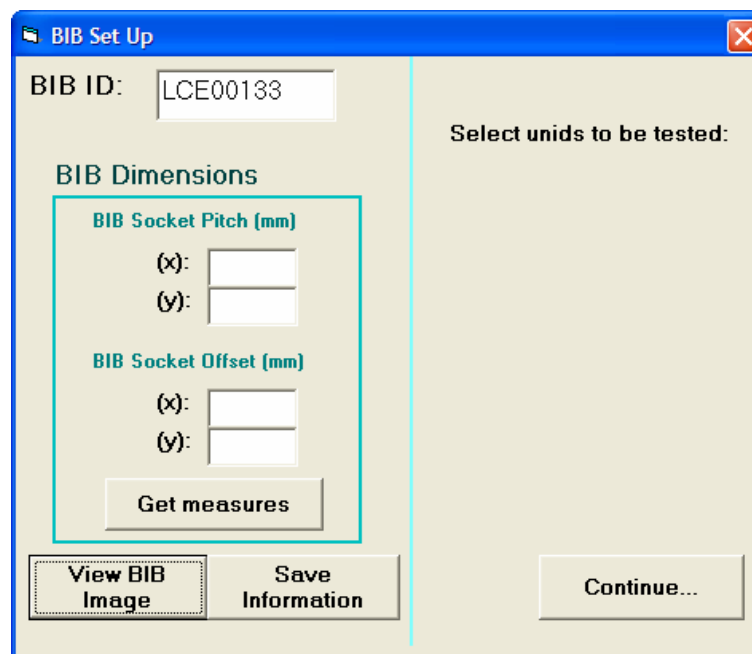 BIB Set Up
BIB ID: LCE00133
Select unids to be tested:
BIB Dimensions
BIB Socket Pitch (mm)
(x):
(y):
BIB Socket Offset (mm)
(x):
(y):
Get measures
View BIB
Image
Save
Information
Continue...